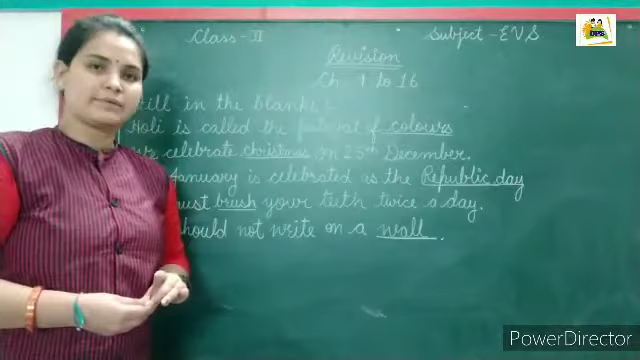 Class-II
Subject - EVS
Revision
Ch. 1 to 16
Fill in the blanks:
Holi is called the festival of colours
We celebrate christmas on 25th December.
January is celebrated as the Republic day
must brush your teeth twice a day.
should not write on a wall.
DPS
PowerDirector